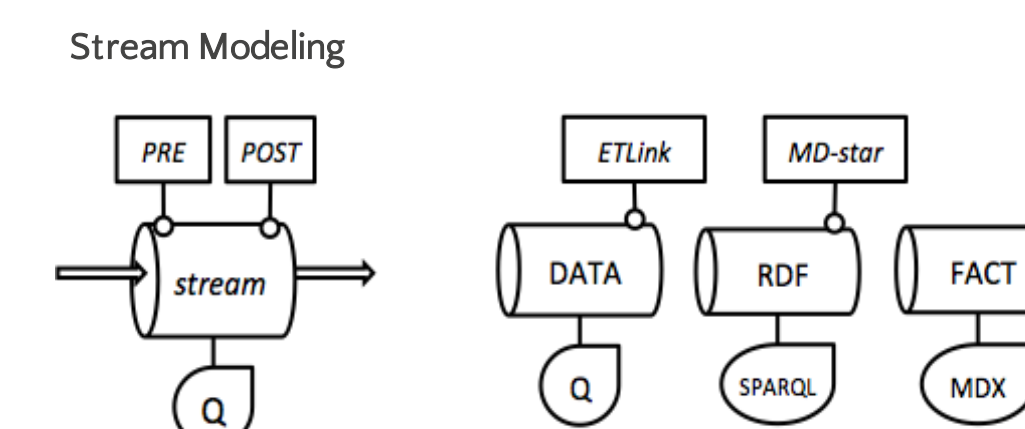 Stream Modeling
PRE
POST
stream
Q
ETLink
MD-star
DATA
RDF
FACT
Q
SPARQL
MDX